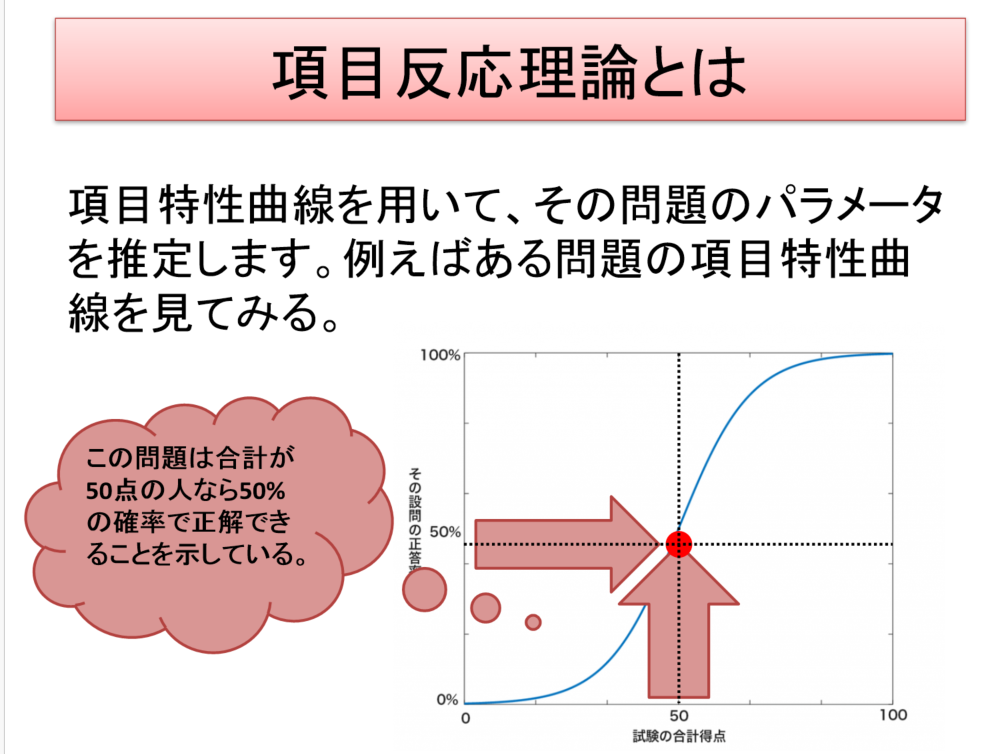 項目反応理論とは
項目特性曲線を用いて、その問題のパラメータ
を推定します。例えばある問題の項目特性曲
線を見てみる。
この問題は合計が
50点の人なら50%
の確率で正解でき
ることを示している。
100%
50%
0%
その設問の正答率
0
50
100
試験の合計得点